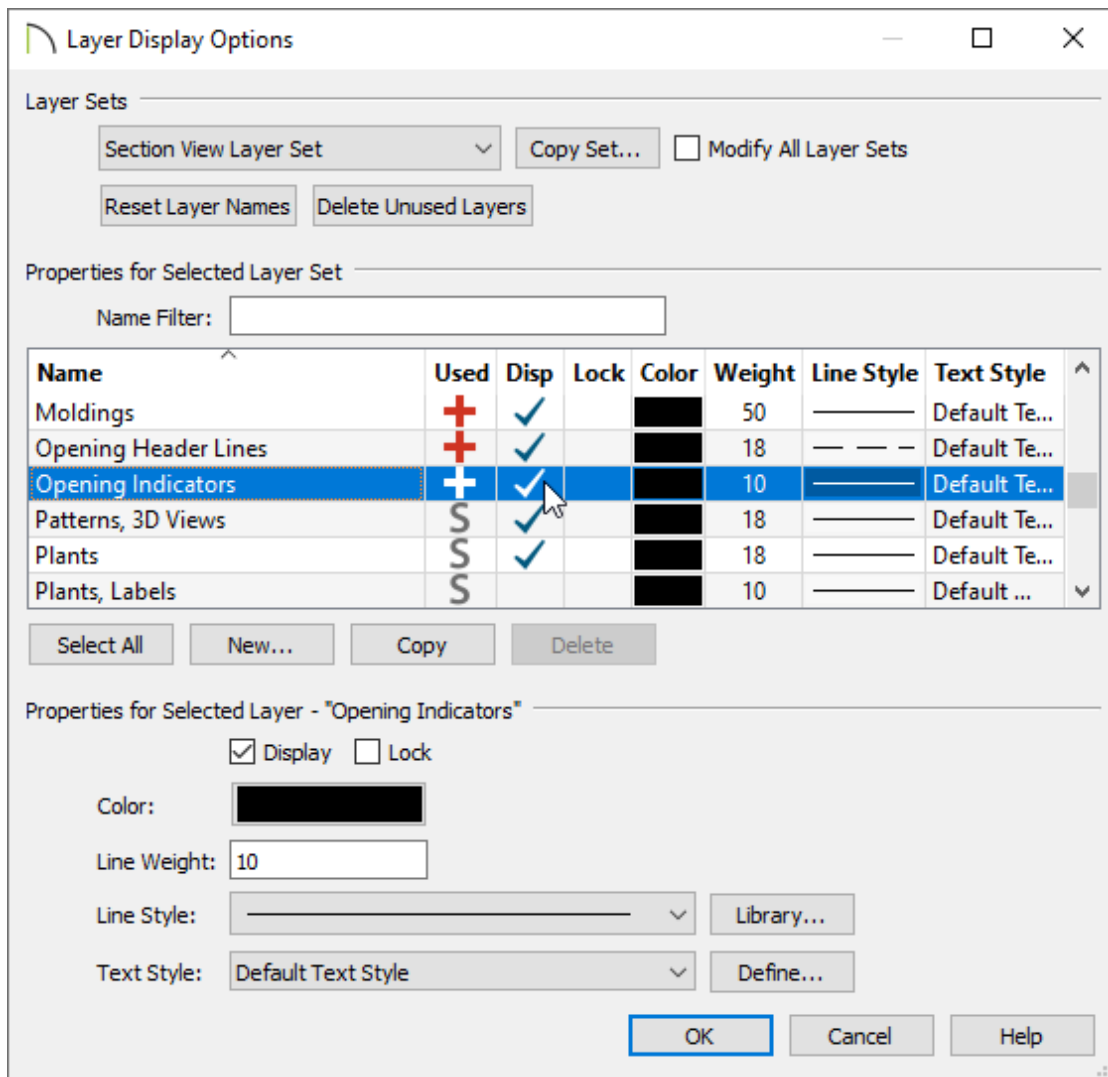 Layer Display Options
Layer Sets
Section View Layer Set Copy Set... Modify All Layer Sets
Reset Layer Names Delete Unused Layers
Properties for Selected Layer Set
Name Filter:
Name Used Disp Lock Color Weight Line Style Text Style
Moldings 50 Default Te...
Opening Header Lines 18 Default Te...
Opening Indicators 10 Default Te...
Patterns, 3D Views S 18 Default Te...
Plants S 18 Default Te...
Plants, Labels S 10 Default ...
Select All New... Copy Delete
Properties for Selected Layer - "Opening Indicators"
Display Lock
Color:
Line Weight: 10
Line Style: Library...
Text Style: Default Text Style Define...
OK Cancel Help